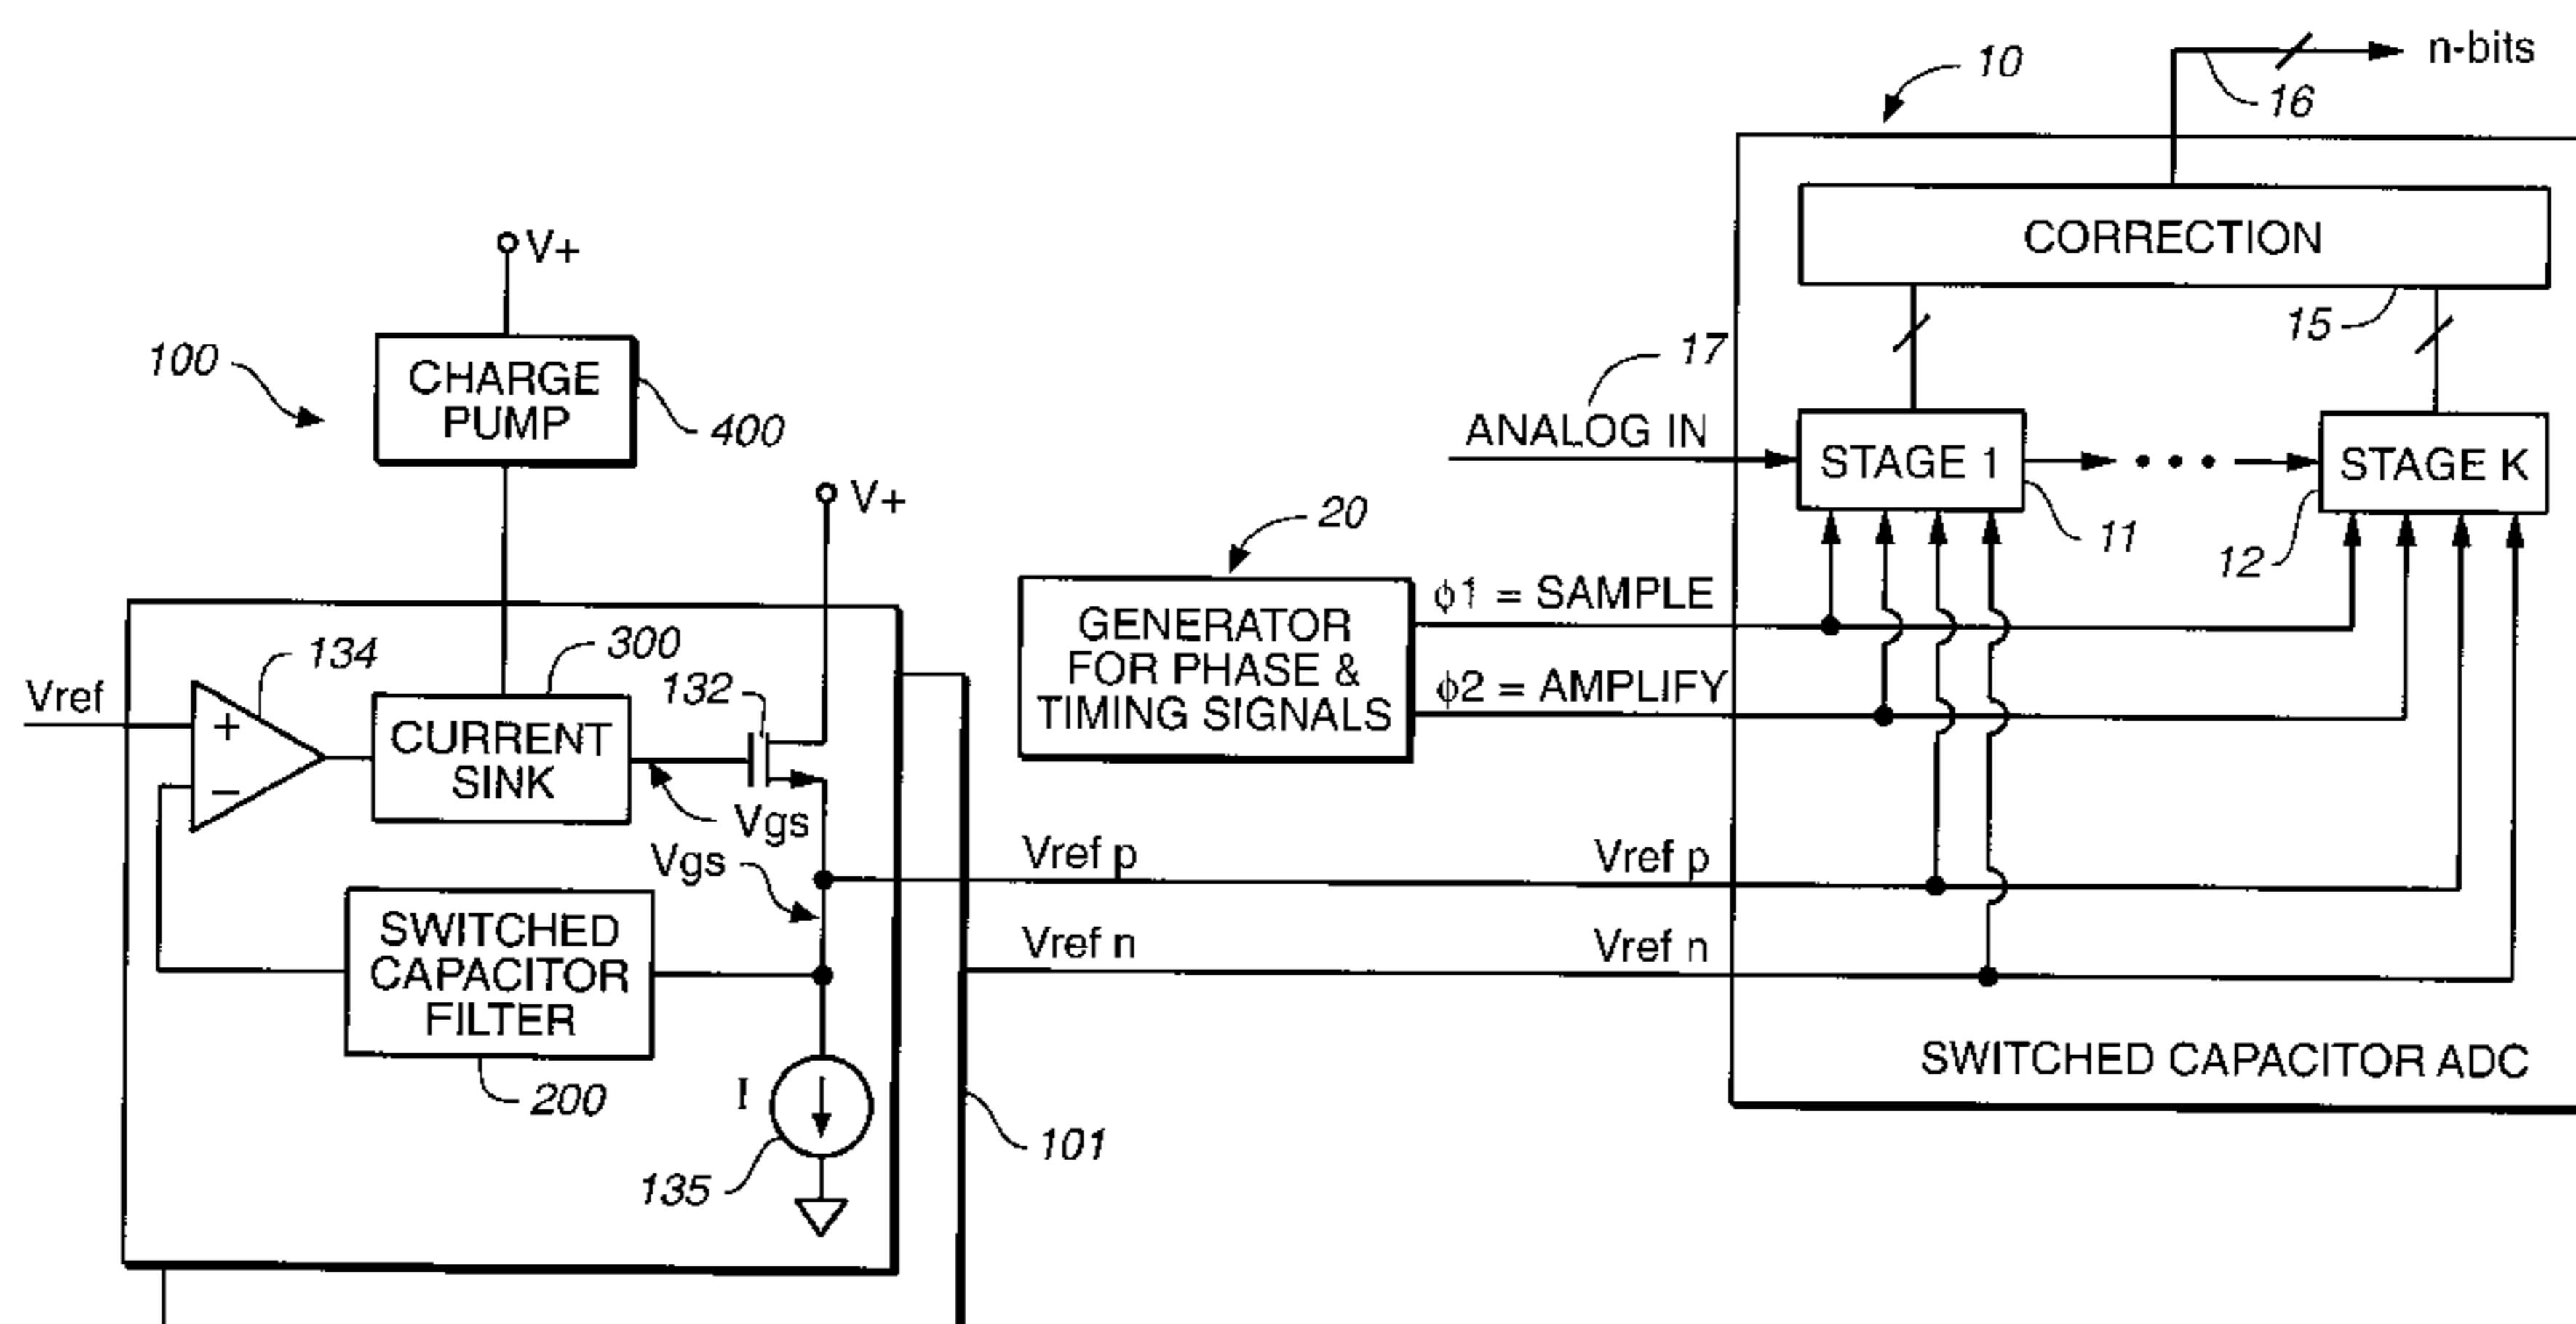 n-bits
10
16
CORRECTION
15
V+
100
CHARGE
PUMP
400
17
ANALOG IN
STAGE 1
STAGE K
11
12
V+
20
GENERATOR
FOR PHASE &
TIMING SIGNALS
ϕ1 = SAMPLE
ϕ2 = AMPLIFY
134
300
132
Vref
+
−
CURRENT
SINK
Vgs
Vgs
Vref p
Vref p
Vref n
Vref n
SWITCHED
CAPACITOR
FILTER
200
I
135
101
SWITCHED CAPACITOR ADC